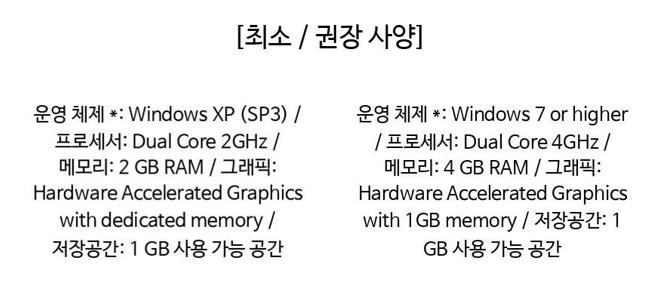 [최소 / 권장 사양]
운영 체제 *: Windows XP (SP3) /
프로세서: Dual Core 2GHz /
메모리: 2 GB RAM / 그래픽:
Hardware Accelerated Graphics
with dedicated memory /
저장공간: 1 GB 사용 가능 공간
운영 체제 *: Windows 7 or higher
/ 프로세서: Dual Core 4GHz /
메모리: 4 GB RAM / 그래픽:
Hardware Accelerated Graphics
with 1GB memory / 저장공간: 1
GB 사용 가능 공간